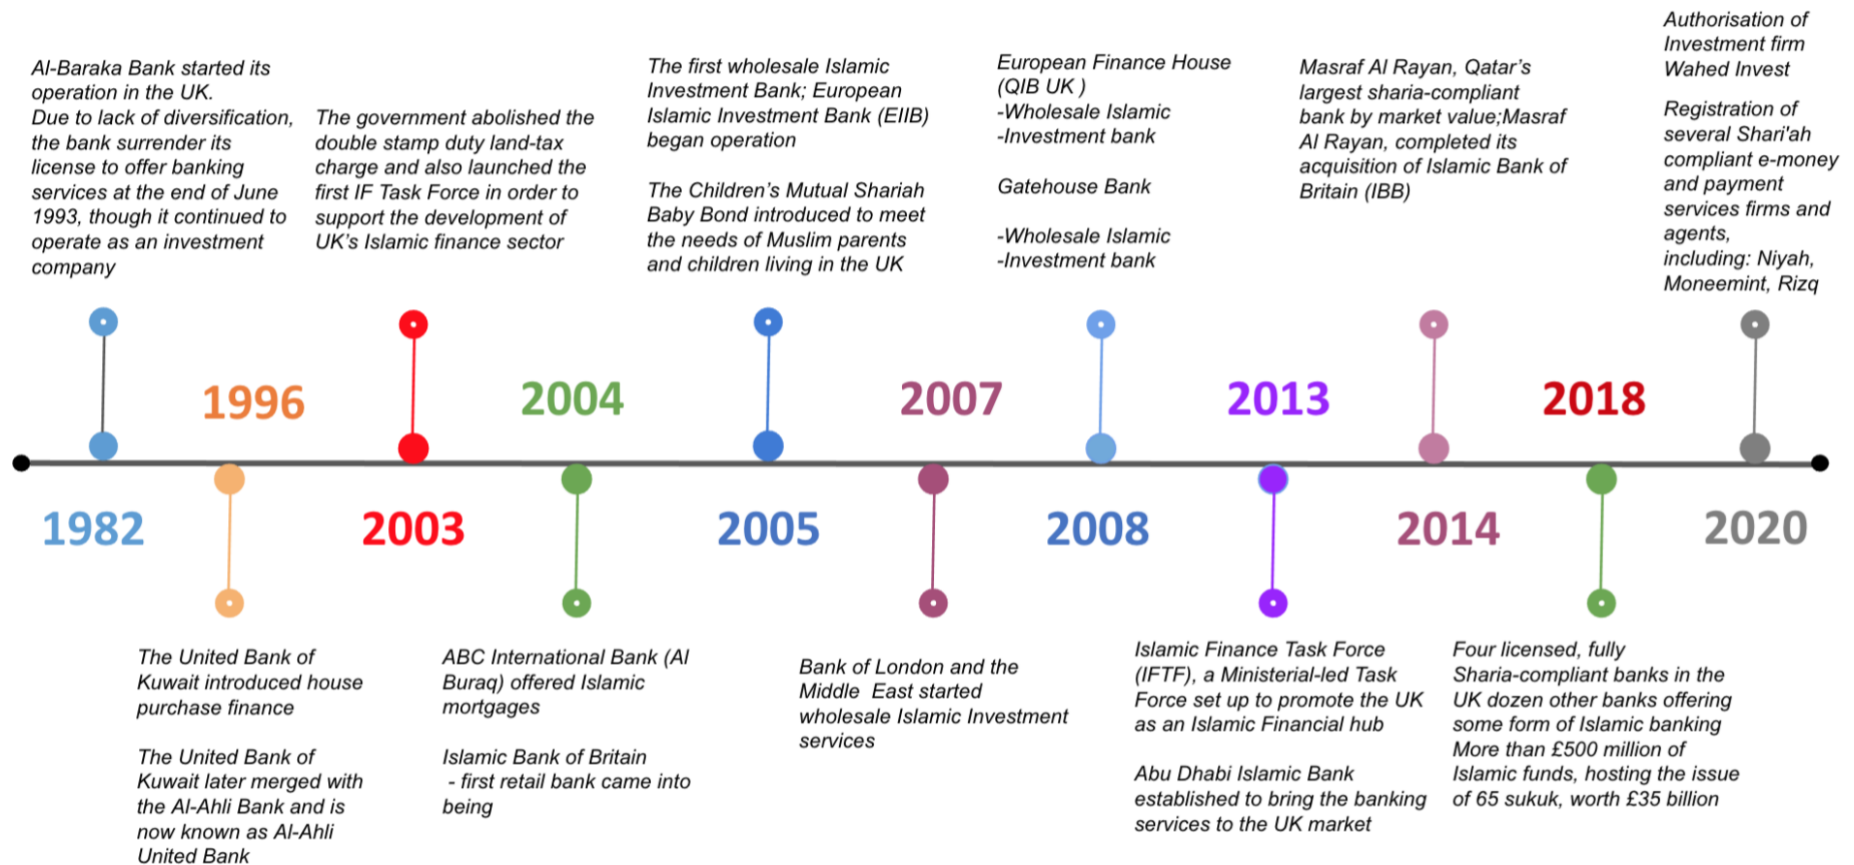 Al-Baraka Bank started its
operation in the UK.
Due to lack of diversification,
the bank surrender its
license to offer banking
services at the end of June
1993, though it continued to
operate as an investment
company
The government abolished the
double stamp duty land-tax
charge and also launched the
first IF Task Force in order to
support the development of
UK's Islamic finance sector
The first wholesale Islamic
Investment Bank; European
Islamic Investment Bank (EIIB)
began operation
The Children's Mutual Shariah
Baby Bond introduced to meet
the needs of Muslim parents
and children living in the UK
European Finance House
(QIB UK )
-Wholesale Islamic
-Investment bank
Gatehouse Bank
-Wholesale Islamic
-Investment bank
Masraf Al Rayan, Qatar's
largest sharia-compliant
bank by market value;Masraf
Al Rayan, completed its
acquisition of Islamic Bank of
Britain (IBB)
Authorisation of
Investment firm
Wahed Invest
Registration of
several Shari'ah
compliant e-money
and payment
services firms and
agents,
including: Niyah,
Moneemint, Rizq
1996
2004
2007
2013
2018
1982
2003
2005
2008
2014
2020
The United Bank of
Kuwait introduced house
purchase finance
The United Bank of
Kuwait later merged with
the Al-Ahli Bank and is
now known as Al-Ahli
United Bank
ABC International Bank (Al
Buraq) offered Islamic
mortgages
Islamic Bank of Britain
- first retail bank came into
being
Bank of London and the
Middle East started
wholesale Islamic Investment
services
Islamic Finance Task Force
(IFTF), a Ministerial-led Task
Force set up to promote the UK
as an Islamic Financial hub
Abu Dhabi Islamic Bank
established to bring the banking
services to the UK market
Four licensed, fully
Sharia-compliant banks in the
UK dozen other banks offering
some form of Islamic banking
More than £500 million of
Islamic funds, hosting the issue
of 65 sukuk, worth £35 billion